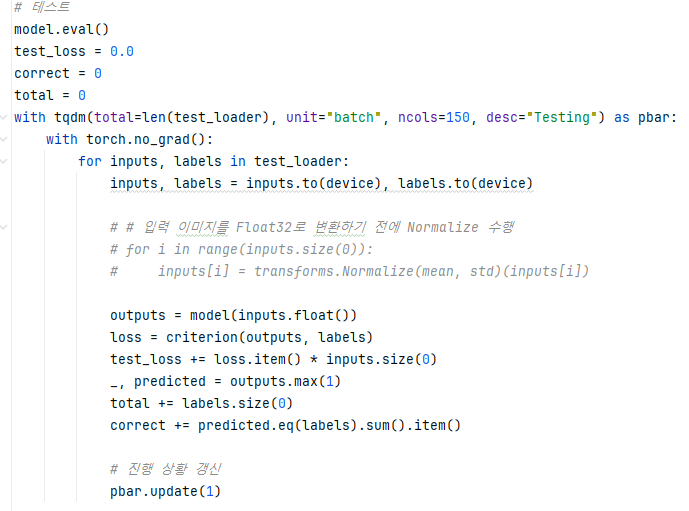 # 테스트
model.eval()
test_loss = 0.0
correct = 0
total = 0
with tqdm(total=len(test_loader), unit="batch", ncols=150, desc="Testing") as pbar:
    with torch.no_grad():
        for inputs, labels in test_loader:
            inputs, labels = inputs.to(device), labels.to(device)

            # # 입력 이미지를 Float32로 변환하기 전에 Normalize 수행
            # for i in range(inputs.size(0)):
            #     inputs[i] = transforms.Normalize(mean, std)(inputs[i])

            outputs = model(inputs.float())
            loss = criterion(outputs, labels)
            test_loss += loss.item() * inputs.size(0)
            _, predicted = outputs.max(1)
            total += labels.size(0)
            correct += predicted.eq(labels).sum().item()

            # 진행 상황 갱신
            pbar.update(1)